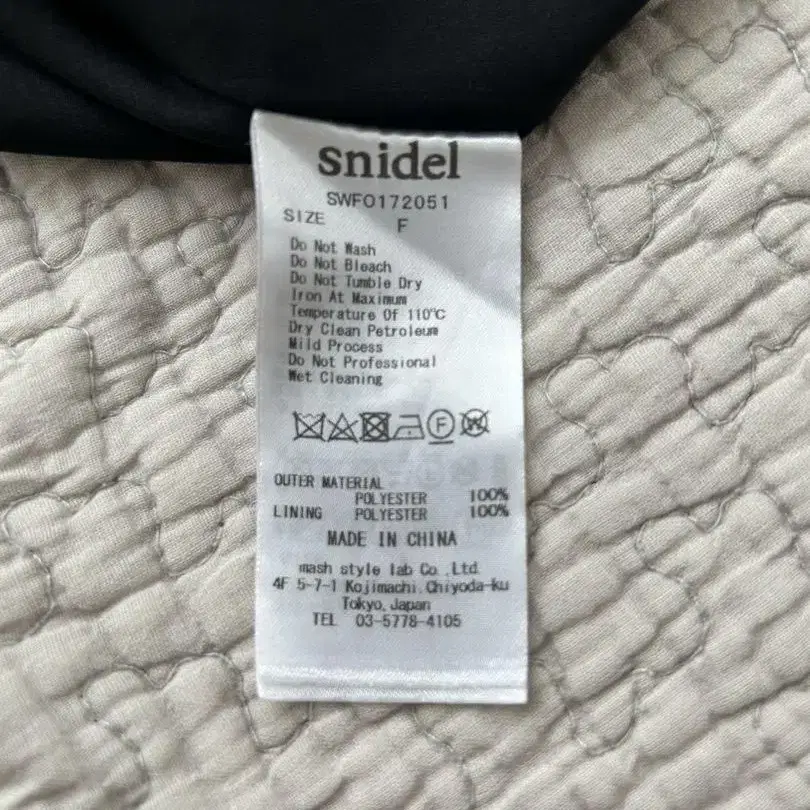 snidel
SWFO172051
SIZE F
Do Not Wash
Do Not Bleach
Do Not Tumble Dry
Iron At Maximum
Temperature Of 110℃
Dry Clean Petroleum
Mild Process
Do Not Professional
Wet Cleaning
F W
OUTER MATERIAL
POLYESTER 100%
LINING POLYESTER 100%
MADE IN CHINA
mash style lab Co.,Ltd.
4F 5-7-1 Kojimachi,Chiyoda-ku
Tokyo,Japan
TEL 03-5778-4105